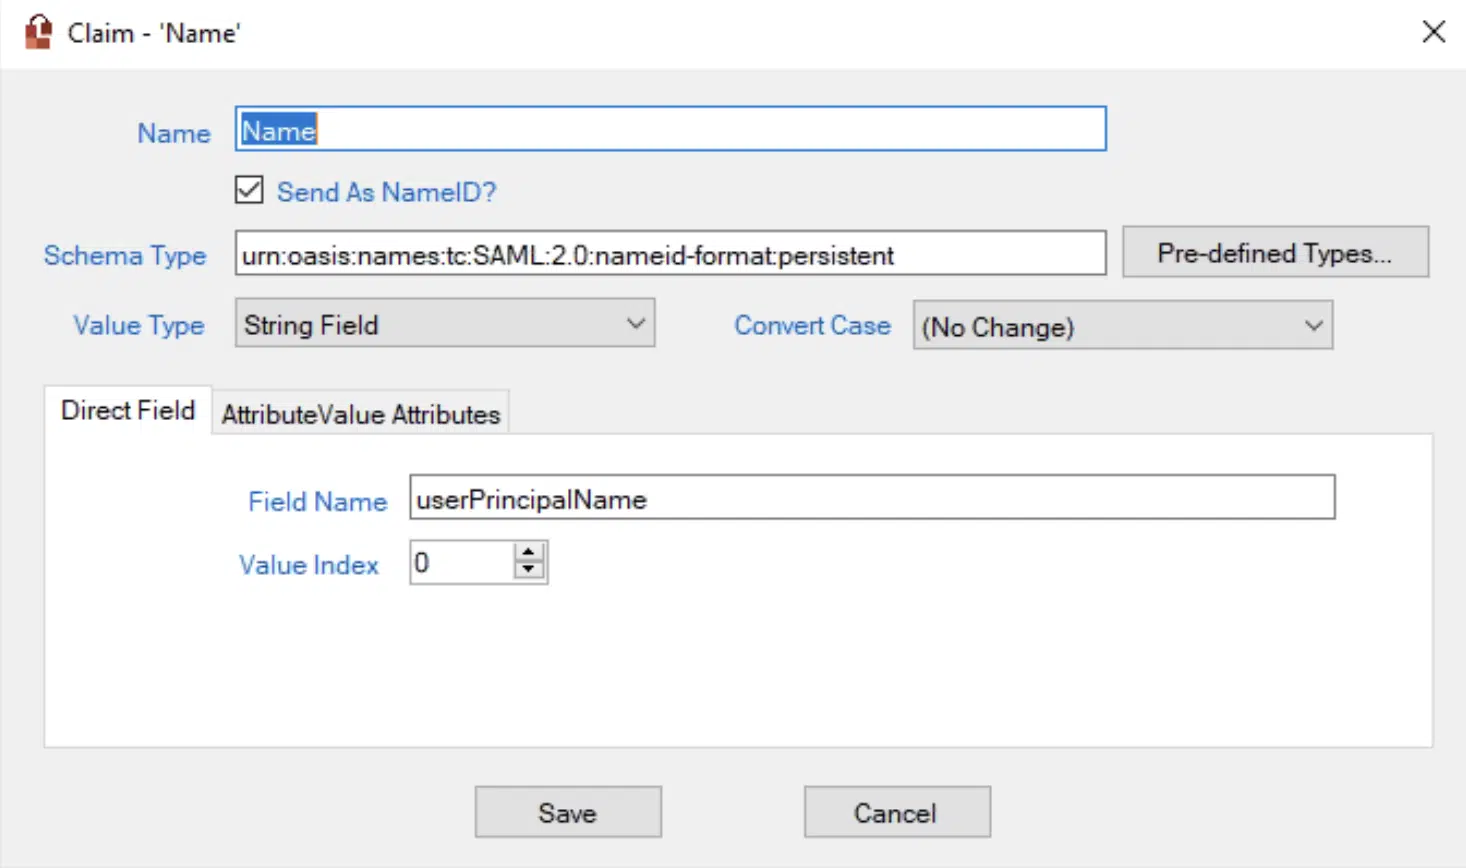 Claim - 'Name'
Name Name
Send As NameID?
Schema Type urn:oasis:names:tc:SAML:2.0:nameid-format:persistent Pre-defined Types...
Value Type String Field Convert Case (No Change)
Direct Field AttributeValue Attributes
Field Name userPrincipalName
Value Index 0
Save Cancel